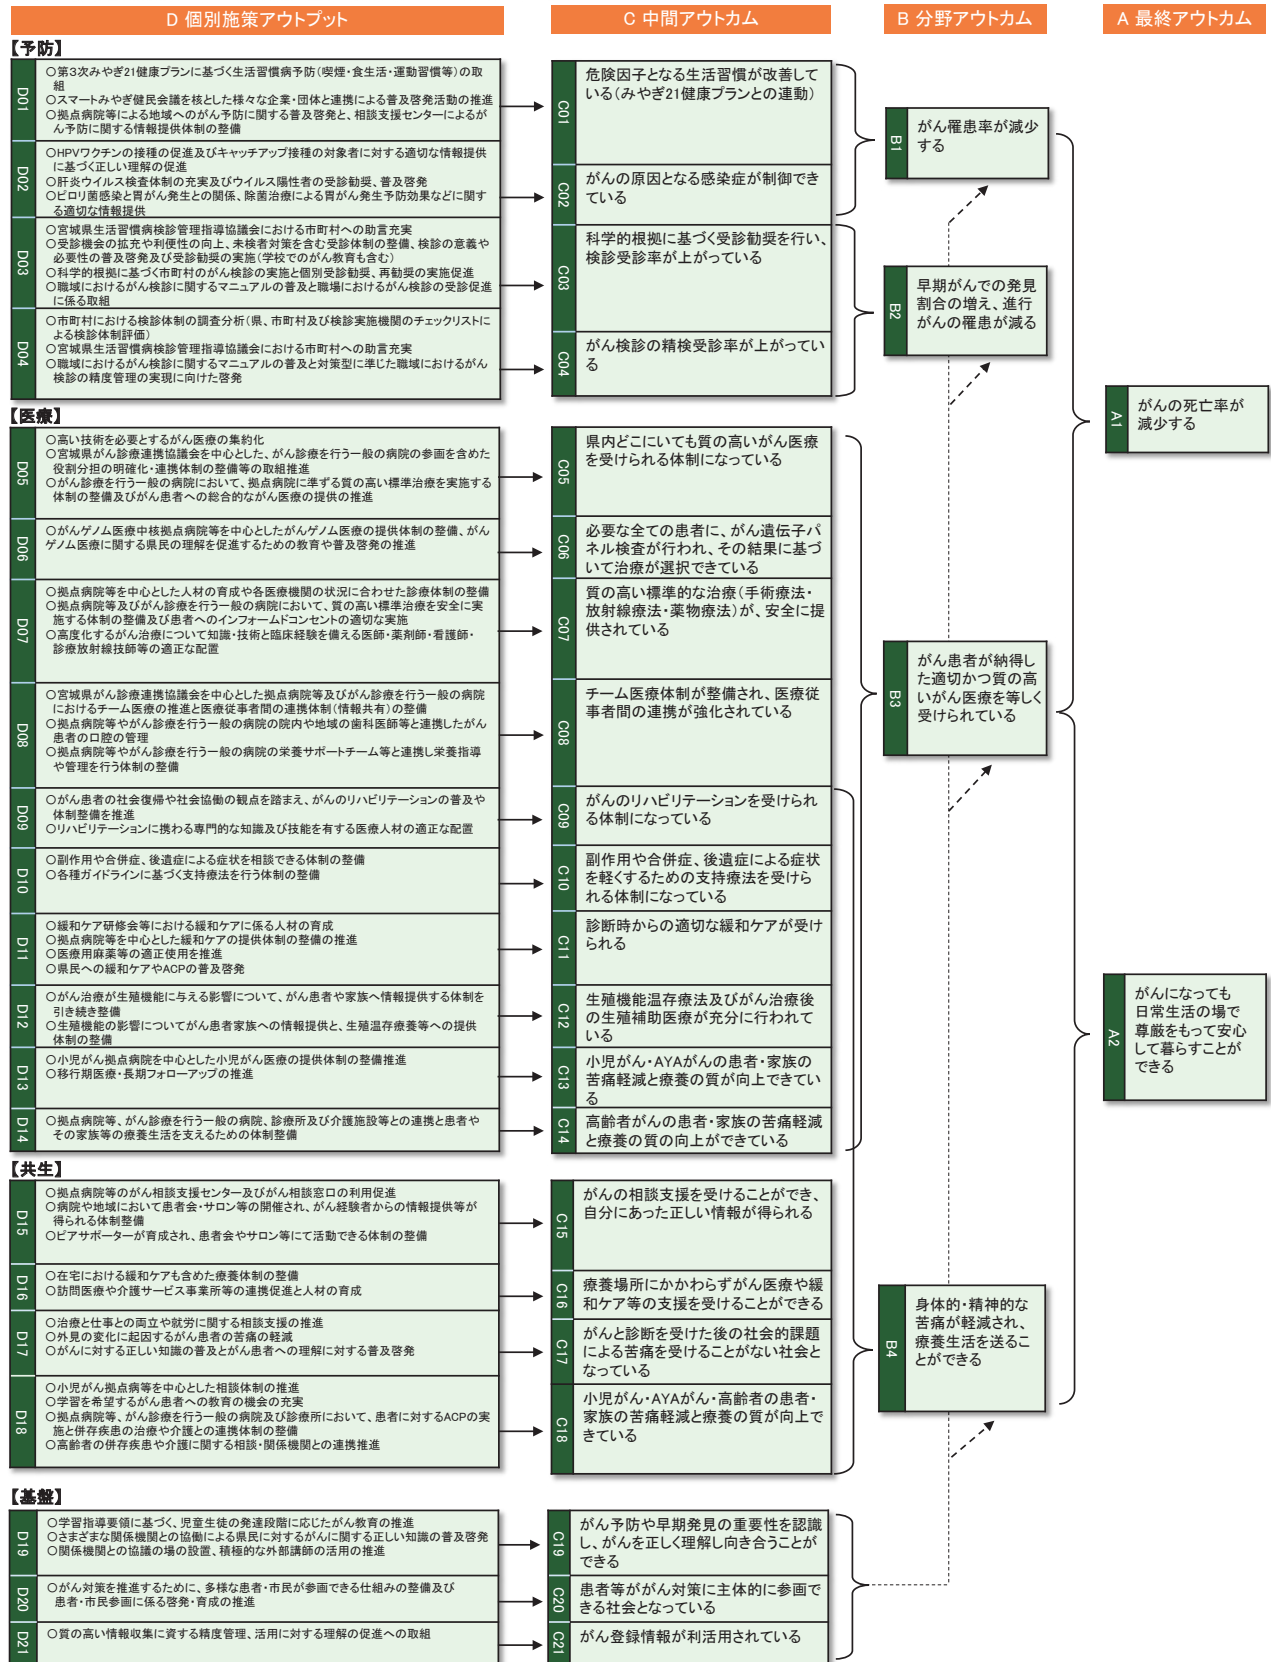 D 個別施策アウトプット
C 中間アウトカム
B 分野アウトカム
A 最終アウトカム
【予防】
D01
○第3次みやぎ21健康プランに基づく生活習慣病予防(喫煙・食生活・運動習慣等)の取
組
○スマートみやぎ健民会議を核とした様々な企業・団体と連携による普及啓発活動の推進
○拠点病院等による地域へのがん予防に関する普及啓発と、相談支援センターによるが
ん予防に関する情報提供体制の整備
C01
危険因子となる生活習慣が改善して
いる(みやぎ21健康プランとの連動)
D02
○HPVワクチンの接種の促進及びキャッチアップ接種の対象者に対する適切な情報提供
に基づく正しい理解の促進
○肝炎ウイルス検査体制の充実及びウイルス陽性者の受診勧奨、普及啓発
○ピロリ菌感染と胃がん発生との関係、除菌治療による胃がん発生予防効果などに関す
る適切な情報提供
C02
がんの原因となる感染症が制御でき
ている
B1
がん罹患率が減少
する
D03
○宮城県生活習慣病検診管理指導協議会における市町村への助言充実
○受診機会の拡充や利便性の向上、未検者対策を含む受診体制の整備、検診の意義や
必要性の普及啓発及び受診勧奨の実施(学校でのがん教育も含む)
○科学的根拠に基づく市町村のがん検診の実施と個別受診勧奨、再勧奨の実施促進
○職域におけるがん検診に関するマニュアルの普及と職場におけるがん検診の受診促進
に係る取組
C03
科学的根拠に基づく受診勧奨を行い、
検診受診率が上がっている
D04
○市町村における検診体制の調査分析(県、市町村及び検診実施機関のチェックリストに
よる検診体制評価)
○宮城県生活習慣病検診管理指導協議会における市町村への助言充実
○職域におけるがん検診に関するマニュアルの普及と対策型に準じた職域におけるがん
検診の精度管理の実現に向けた啓発
C04
がん検診の精検受診率が上がってい
る
B2
早期がんでの発見
割合の増え、進行
がんの罹患が減る
A1
がんの死亡率が
減少する
【医療】
D05
○高い技術を必要とするがん医療の集約化
○宮城県がん診療連携協議会を中心とした、がん診療を行う一般の病院の参画を含めた
役割分担の明確化・連携体制の整備等の取組推進
○がん診療を行う一般の病院において、拠点病院に準ずる質の高い標準治療を実施する
体制の整備及びがん患者への総合的ながん医療の提供の推進
C05
県内どこにいても質の高いがん医療
を受けられる体制になっている
D06
○がんゲノム医療中核拠点病院等を中心としたがんゲノム医療の提供体制の整備、がん
ゲノム医療に関する県民の理解を促進するための教育や普及啓発の推進
C06
必要な全ての患者に、がん遺伝子パ
ネル検査が行われ、その結果に基づ
いて治療が選択できている
D07
○拠点病院等を中心とした人材の育成や各医療機関の状況に合わせた診療体制の整備
○拠点病院等及びがん診療を行う一般の病院において、質の高い標準治療を安全に実
施する体制の整備及び患者へのインフォームドコンセントの適切な実施
○高度化するがん治療について知識・技術と臨床経験を備える医師・薬剤師・看護師・
診療放射線技師等の適正な配置
C07
質の高い標準的な治療(手術療法・
放射線療法・薬物療法)が、安全に提
供されている
D08
○宮城県がん診療連携協議会を中心とした拠点病院等及びがん診療を行う一般の病院
におけるチーム医療の推進と医療従事者間の連携体制(情報共有)の整備
○拠点病院等やがん診療を行う一般の病院の院内や地域の歯科医師等と連携したがん
患者の口腔の管理
○拠点病院等やがん診療を行う一般の病院の栄養サポートチーム等と連携し栄養指導
や管理を行う体制の整備
C08
チーム医療体制が整備され、医療従
事者間の連携が強化されている
B3
がん患者が納得し
た適切かつ質の高
いがん医療を等しく
受けられている
D09
○がん患者の社会復帰や社会協働の観点を踏まえ、がんのリハビリテーションの普及や
体制整備を推進
○リハビリテーションに携わる専門的な知識及び技能を有する医療人材の適正な配置
C09
がんのリハビリテーションを受けられ
る体制になっている
D10
○副作用や合併症、後遺症による症状を相談できる体制の整備
○各種ガイドラインに基づく支持療法を行う体制の整備
C10
副作用や合併症、後遺症による症状
を軽くするための支持療法を受けら
れる体制になっている
D11
○緩和ケア研修会等における緩和ケアに係る人材の育成
○拠点病院等を中心とした緩和ケアの提供体制の整備の推進
○医療用麻薬等の適正使用を推進
○県民への緩和ケアやACPの普及啓発
C11
診断時からの適切な緩和ケアが受け
られる
D12
○がん治療が生殖機能に与える影響について、がん患者や家族へ情報提供する体制を
引き続き整備
○生殖機能の影響についてがん患者家族への情報提供と、生殖温存療養等への提供
体制の整備
C12
生殖機能温存療法及びがん治療後
の生殖補助医療が充分に行われて
いる
A2
がんになっても
日常生活の場で
尊厳をもって安心
して暮らすことが
できる
D13
○小児がん拠点病院を中心とした小児がん医療の提供体制の整備推進
○移行期医療・長期フォローアップの推進
C13
小児がん・AYAがんの患者・家族の
苦痛軽減と療養の質が向上できてい
る
D14
○拠点病院等、がん診療を行う一般の病院、診療所及び介護施設等との連携と患者や
その家族等の療養生活を支えるための体制整備
C14
高齢者がんの患者・家族の苦痛軽減
と療養の質の向上ができている
【共生】
D15
○拠点病院等のがん相談支援センター及びがん相談窓口の利用促進
○病院や地域において患者会・サロン等の開催され、がん経験者からの情報提供等が
得られる体制整備
○ピアサポーターが育成され、患者会やサロン等にて活動できる体制の整備
C15
がんの相談支援を受けることができ、
自分にあった正しい情報が得られる
D16
○在宅における緩和ケアも含めた療養体制の整備
○訪問医療や介護サービス事業所等の連携促進と人材の育成
C16
療養場所にかかわらずがん医療や緩
和ケア等の支援を受けることができる
D17
○治療と仕事との両立や就労に関する相談支援の推進
○外見の変化に起因するがん患者の苦痛の軽減
○がんに対する正しい知識の普及とがん患者への理解に対する普及啓発
C17
がんと診断を受けた後の社会的課題
による苦痛を受けることがない社会と
なっている
B4
身体的・精神的な
苦痛が軽減され、
療養生活を送るこ
とができる
D18
○小児がん拠点病等を中心とした相談体制の推進
○学習を希望するがん患者への教育の機会の充実
○拠点病院等、がん診療を行う一般の病院及び診療所において、患者に対するACPの実
施と併存疾患の治療や介護との連携体制の整備
○高齢者の併存疾患や介護に関する相談・関係機関との連携推進
C18
小児がん・AYAがん・高齢者の患者・
家族の苦痛軽減と療養の質が向上で
きている
【基盤】
D19
○学習指導要領に基づく、児童生徒の発達段階に応じたがん教育の推進
○さまざまな関係機関との協働による県民に対するがんに関する正しい知識の普及啓発
○関係機関との協議の場の設置、積極的な外部講師の活用の推進
C19
がん予防や早期発見の重要性を認識
し、がんを正しく理解し向き合うことが
できる
D20
○がん対策を推進するために、多様な患者・市民が参画できる仕組みの整備及び
患者・市民参画に係る啓発・育成の推進
C20
患者等ががん対策に主体的に参画で
きる社会となっている
D21
○質の高い情報収集に資する精度管理、活用に対する理解の促進への取組
C21
がん登録情報が利活用されている